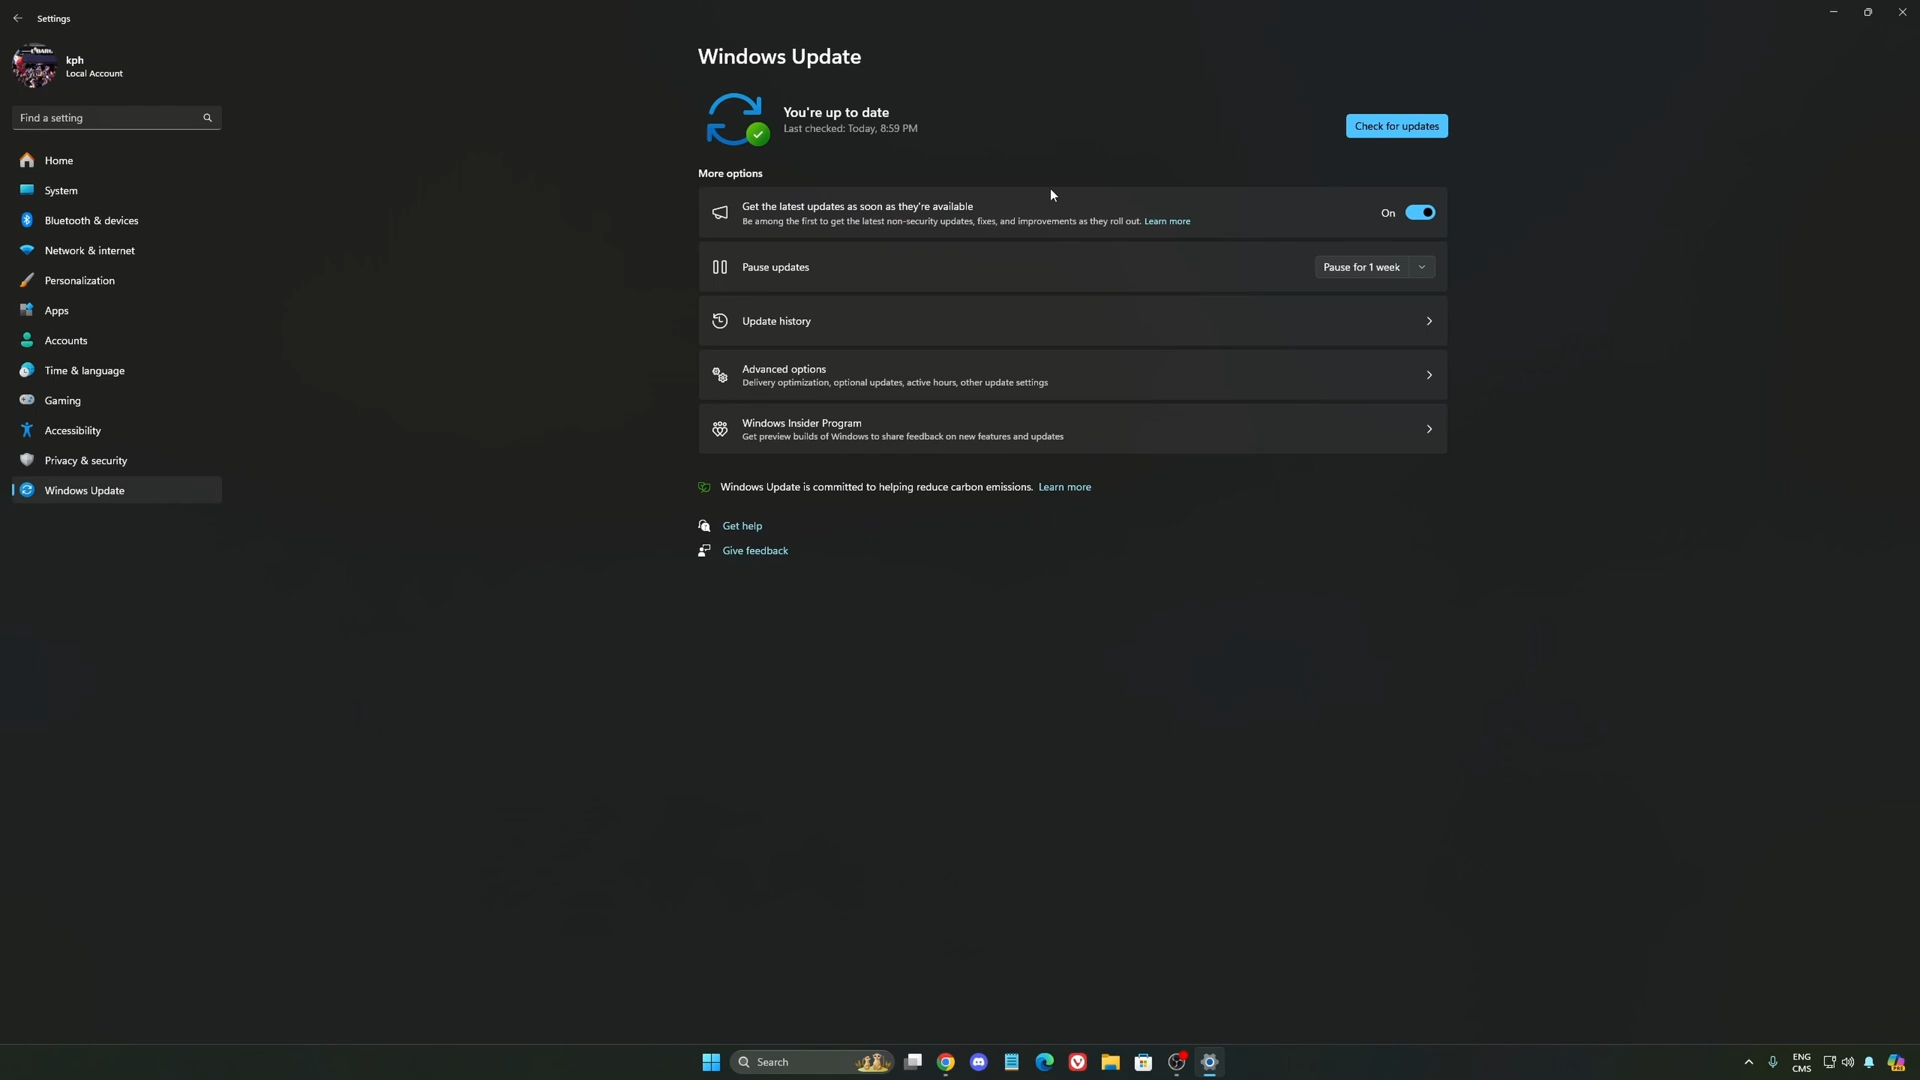 Settings
kph
Local Account
Find a setting
Home
System
Bluetooth & devices
Network & internet
Personalization
Apps
Accounts
Time & language
Gaming
Accessibility
Privacy & security
Windows Update
Windows Update
You're up to date
Last checked: Today, 8:59 PM
Check for updates
More options
Get the latest updates as soon as they're available
Be among the first to get the latest non-security updates, fixes, and improvements as they roll out. Learn more
On
Pause updates
Pause for 1 week
Update history
Advanced options
Delivery optimization, optional updates, active hours, other update settings
Windows Insider Program
Get preview builds of Windows to share feedback on new features and updates
Windows Update is committed to helping reduce carbon emissions. Learn more
Get help
Give feedback
Search
ENG
CMS